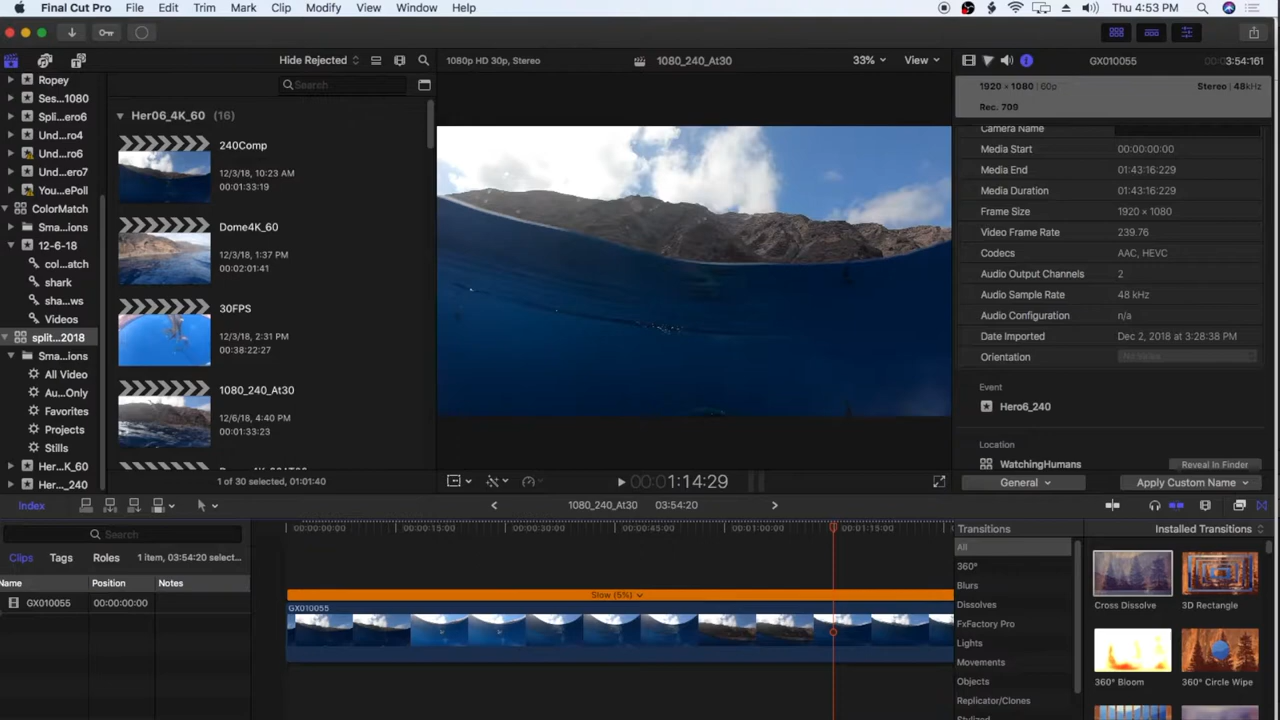 Final Cut Pro File Edit Trim Mark Clip Modify View Window Help Thu 4:53 PM
Hide Rejected 1080p HD 30p, Stereo 1080_240_At30 33% View GX010055 3:54:161
Ropey
Ses...1080
Spli...ero6
Und...ro4
Und...ro6
Und...ero7
You...ePoll
ColorMatch
Sma...ions
12-6-18
col...atch
shark
sha...ws
Videos
split...2018
Sma...ions
All Video
Au...Only
Favorites
Projects
Stills
Her...K_60
Her..._240
Search
Her06_4K_60 (16)
240Comp
12/3/18, 10:23 AM
00:01:33:19
Dome4K_60
12/3/18, 1:37 PM
00:02:01:41
30FPS
12/3/18, 2:31 PM
00:38:22:27
1080_240_At30
12/6/18, 4:40 PM
00:01:33:23
1 of 30 selected, 01:01:40
1:14:29
1920 × 1080 | 60p Stereo | 48kHz
Rec. 709
Camera Name
Media Start 00:00:00:00
Media End 01:43:16:229
Media Duration 01:43:16:229
Frame Size 1920 × 1080
Video Frame Rate 239.76
Codecs AAC, HEVC
Audio Output Channels 2
Audio Sample Rate 48 kHz
Audio Configuration n/a
Date Imported Dec 2, 2018 at 3:28:38 PM
Orientation No Value
Event
Hero6_240
Location
WatchingHumans Reveal In Finder
General Apply Custom Name
Index 1080_240_At30 03:54:20
Search
Clips Tags Roles 1 item, 03:54:20 select...
Name Position Notes
GX010055 00:00:00:00
00:00:00:00 00:00:15:00 00:00:30:00 00:00:45:00 00:01:00:00 00:01:15:00
Slow (5%)
GX010055
Transitions Installed Transitions
All
360°
Blurs
Dissolves
FxFactory Pro
Lights
Movements
Objects
Replicator/Clones
Stylized
Cross Dissolve 3D Rectangle
360° Bloom 360° Circle Wipe